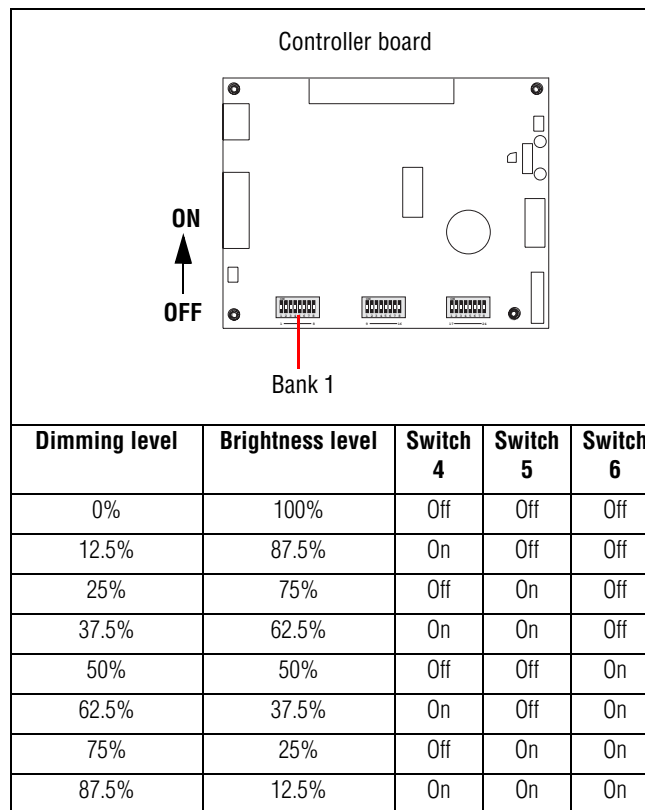 Controller board
ON
OFF
Bank 1
Dimming level Brightness level Switch 4 Switch 5 Switch 6
0% 100% Off Off Off
12.5% 87.5% On Off Off
25% 75% Off On Off
37.5% 62.5% On On Off
50% 50% Off Off On
62.5% 37.5% On Off On
75% 25% Off On On
87.5% 12.5% On On On